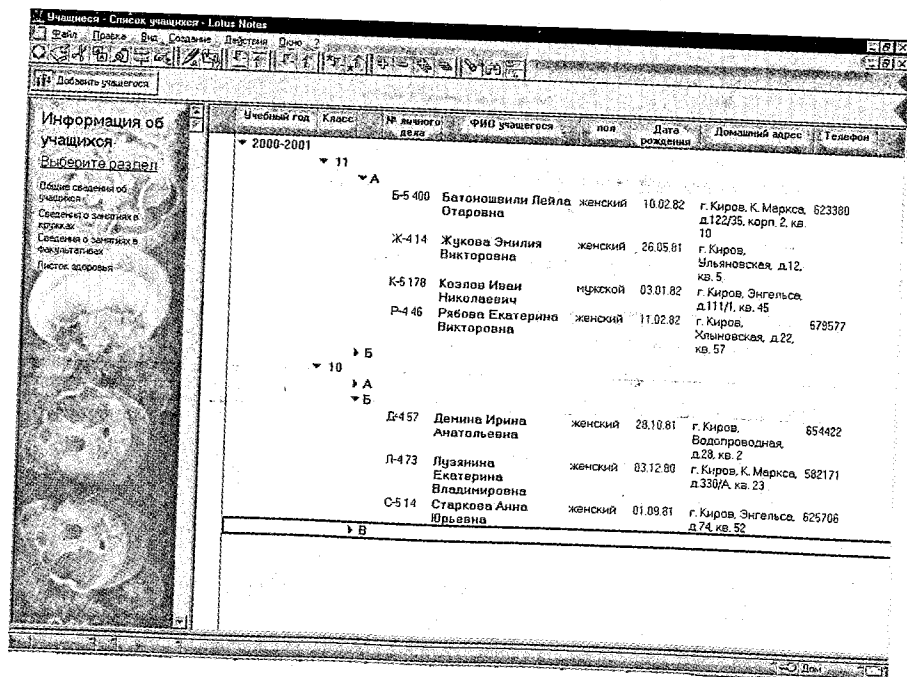 Учащиеся - Список учащихся - Lotus Notes
Файл Правка Вид Создание Действия Окно ?
Добавить учащегося
Информация об
учащихся
Выберите раздел
Общие сведения об
учащихся
Сведения о занятиях в
кружках
Сведения о занятиях в
факультативах
Листок здоровья
Учебный год Класс № личного дела ФИО учащегося пол Дата рождения Домашний адрес Телефон
2000-2001
11
А
Б-5 400 Батоношвили Лейла женский 10.02.82 г. Киров, К. Маркса, 623380
Отаровна д.122/35, корп. 2, кв.
10
Ж-4 14 Жукова Эмилия женский 26.05.81 г. Киров,
Викторовна Ульяновская, д.12,
кв. 5
К-5 178 Козлов Иван мужской 03.01.82 г. Киров, Энгельса,
Николаевич д.111/1, кв. 45
Р-4 46 Рябова Екатерина женский 11.02.82 г. Киров, 679577
Викторовна Хлыновская, д.22,
кв. 57
Б
10
А
Б
Д-4 57 Демина Ирина женский 28.10.81 г. Киров, 654422
Анатольевна Водопроводная,
д.28, кв. 2
Л-4 73 Лузянина женский 03.12.80 г. Киров, К. Маркса, 582171
Екатерина д.330/А, кв. 23
Владимировна
С-5 14 Старкова Анна женский 01.09.81 г. Киров, Энгельса, 625706
Юрьевна д.74, кв. 52
В
Дом